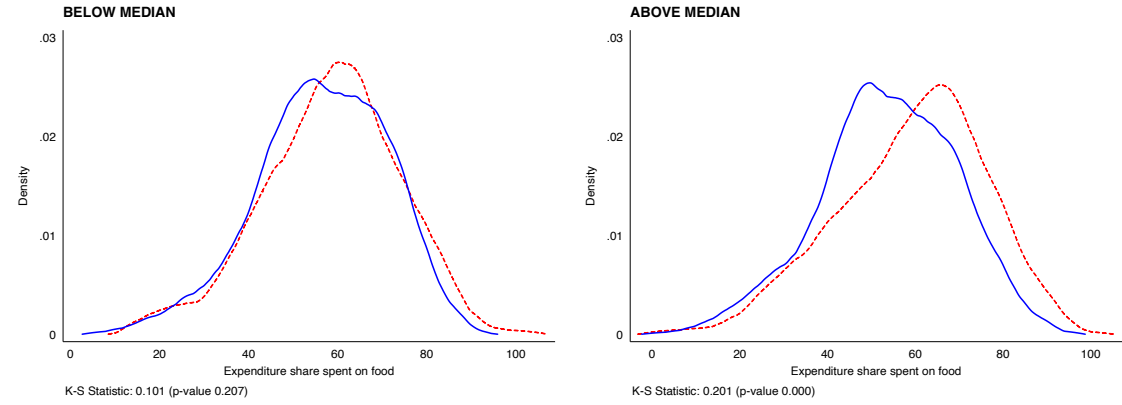 BELOW MEDIAN
.03
.02
.01
0
Density
0 20 40 60 80 100
Expenditure share spent on food
K-S Statistic: 0.101 (p-value 0.207)
ABOVE MEDIAN
.03
.02
.01
0
Density
0 20 40 60 80 100
Expenditure share spent on food
K-S Statistic: 0.201 (p-value 0.000)